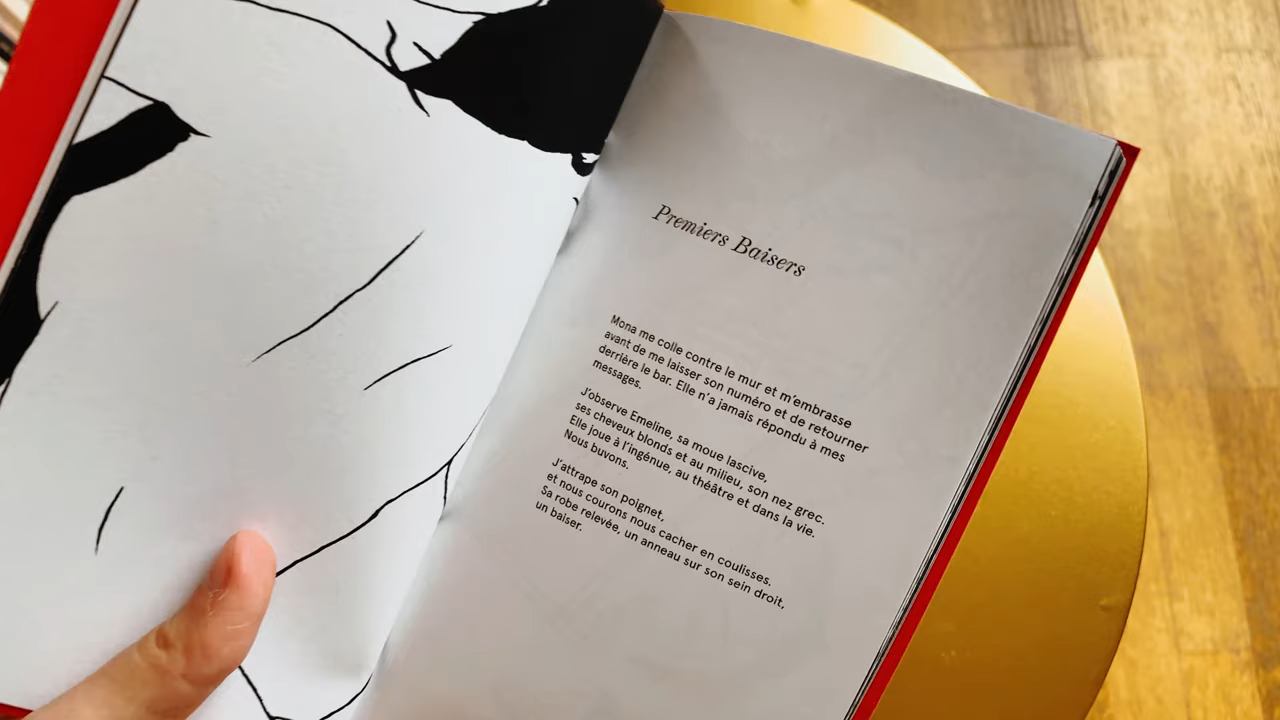 Premiers Baisers
Mona me colle contre le mur et m'embrasse
avant de me laisser son numéro et de retourner
derrière le bar. Elle n'a jamais répondu à mes
messages.
J'observe Emeline, sa moue lascive,
ses cheveux blonds et au milieu, son nez grec.
Elle joue à l'ingénue, au théâtre et dans la vie.
Nous buvons.
J'attrape son poignet,
et nous courons nous cacher en coulisses.
Sa robe relevée, un anneau sur son sein droit,
un baiser.